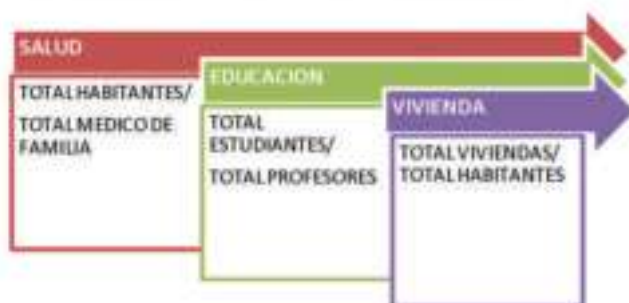 SALUD
TOTAL HABITANTES/
TOTAL MEDICO DE
FAMILIA
EDUCACION
TOTAL
ESTUDIANTES/
TOTAL PROFESORES
VIVIENDA
TOTAL VIVIENDAS/
TOTAL HABITANTES